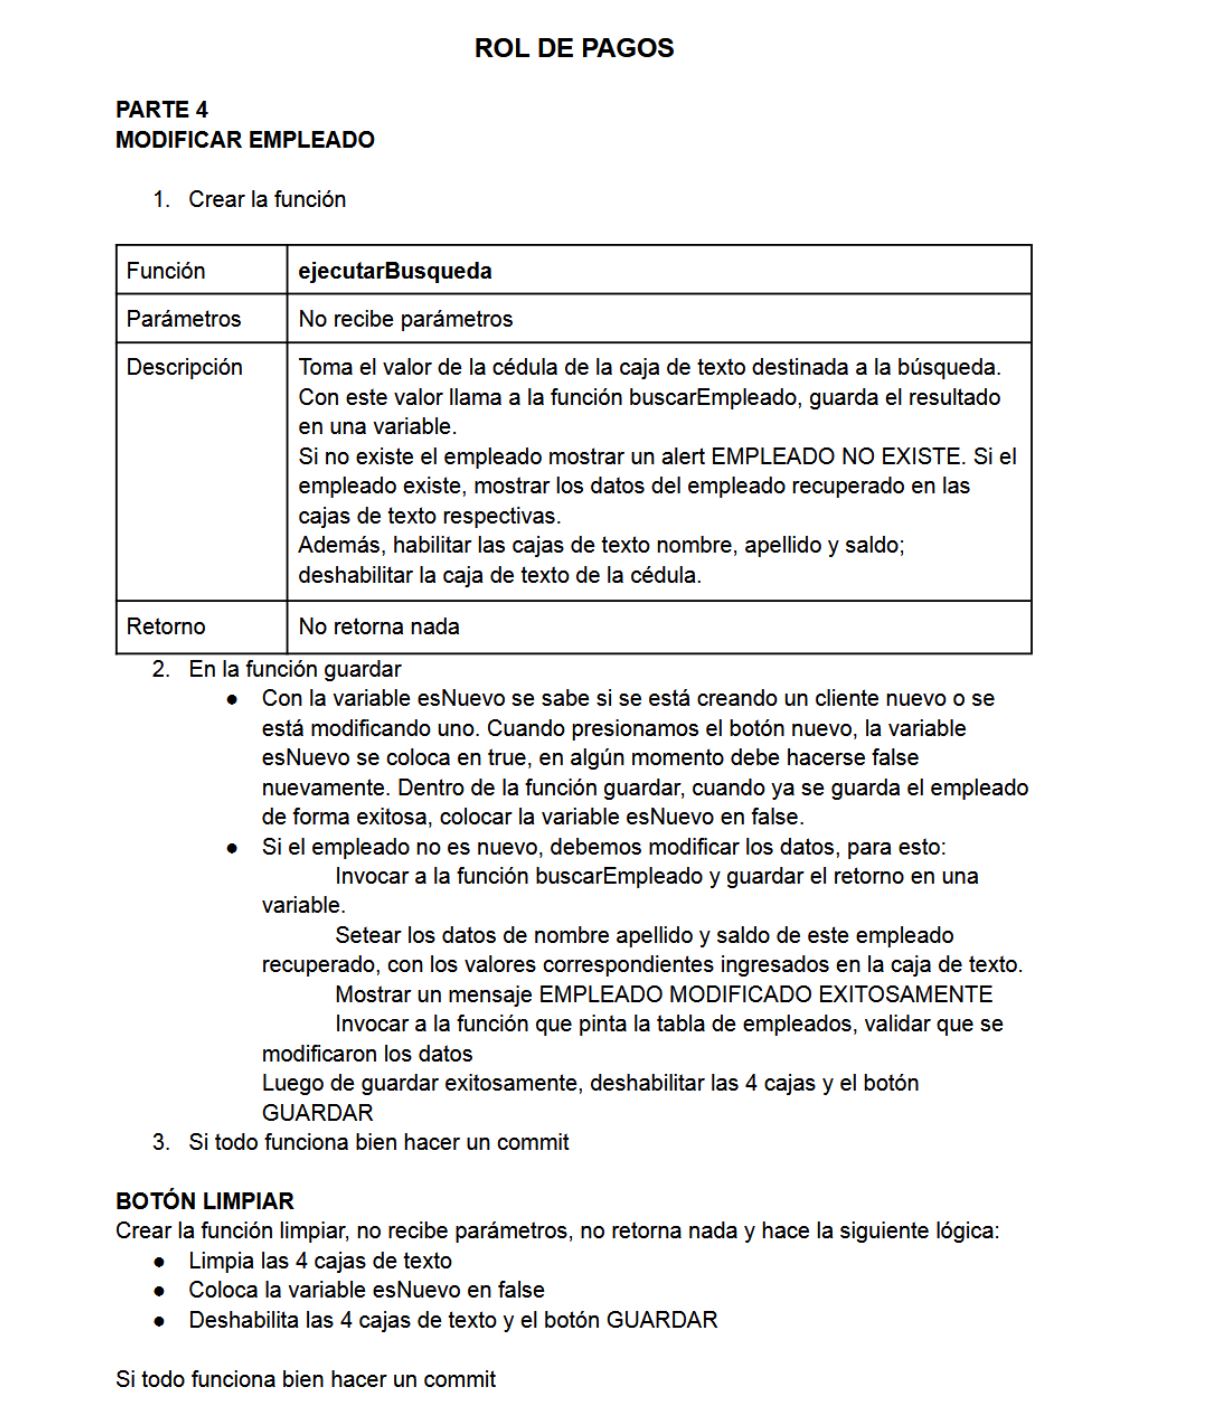 ROL DE PAGOS
PARTE 4
MODIFICAR EMPLEADO
1. Crear la función
Función
ejecutarBusqueda
Parámetros
No recibe parámetros
Descripción
Toma el valor de la cédula de la caja de texto destinada a la búsqueda.
Con este valor llama a la función buscarEmpleado, guarda el resultado
en una variable.
Si no existe el empleado mostrar un alert EMPLEADO NO EXISTE. Si el
empleado existe, mostrar los datos del empleado recuperado en las
cajas de texto respectivas.
Además, habilitar las cajas de texto nombre, apellido y saldo;
deshabilitar la caja de texto de la cédula.
Retorno
No retorna nada
2. En la función guardar
● Con la variable esNuevo se sabe si se está creando un cliente nuevo o se
está modificando uno. Cuando presionamos el botón nuevo, la variable
esNuevo se coloca en true, en algún momento debe hacerse false
nuevamente. Dentro de la función guardar, cuando ya se guarda el empleado
de forma exitosa, colocar la variable esNuevo en false.
● Si el empleado no es nuevo, debemos modificar los datos, para esto:
Invocar a la función buscarEmpleado y guardar el retorno en una
variable.
Setear los datos de nombre apellido y saldo de este empleado
recuperado, con los valores correspondientes ingresados en la caja de texto.
Mostrar un mensaje EMPLEADO MODIFICADO EXITOSAMENTE
Invocar a la función que pinta la tabla de empleados, validar que se
modificaron los datos
Luego de guardar exitosamente, deshabilitar las 4 cajas y el botón
GUARDAR
3. Si todo funciona bien hacer un commit
BOTÓN LIMPIAR
Crear la función limpiar, no recibe parámetros, no retorna nada y hace la siguiente lógica:
● Limpia las 4 cajas de texto
● Coloca la variable esNuevo en false
● Deshabilita las 4 cajas de texto y el botón GUARDAR
Si todo funciona bien hacer un commit